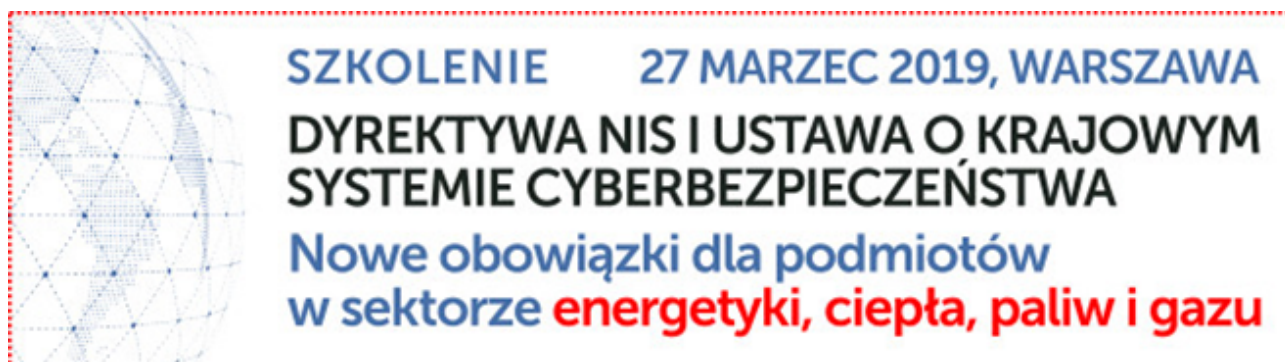 SZKOLENIE 27 MARZEC 2019, WARSZAWA
DYREKTYWA NIS I USTAWA O KRAJOWYM
SYSTEMIE CYBERBEZPIECZEŃSTWA
Nowe obowiązki dla podmiotów
w sektorze energetyki, ciepła, paliw i gazu